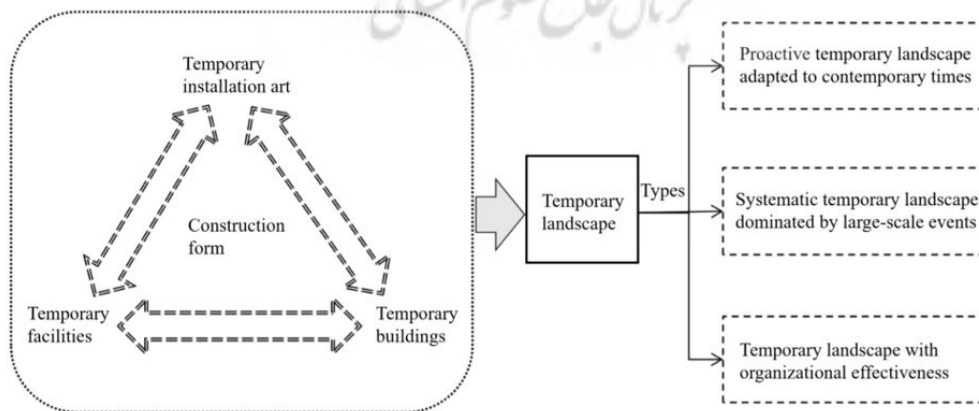 Temporary
installation art
Construction
form
Temporary
facilities
Temporary
buildings
Temporary
landscape
Types
Proactive temporary landscape
adapted to contemporary times
Systematic temporary landscape
dominated by large-scale events
Temporary landscape with
organizational effectiveness